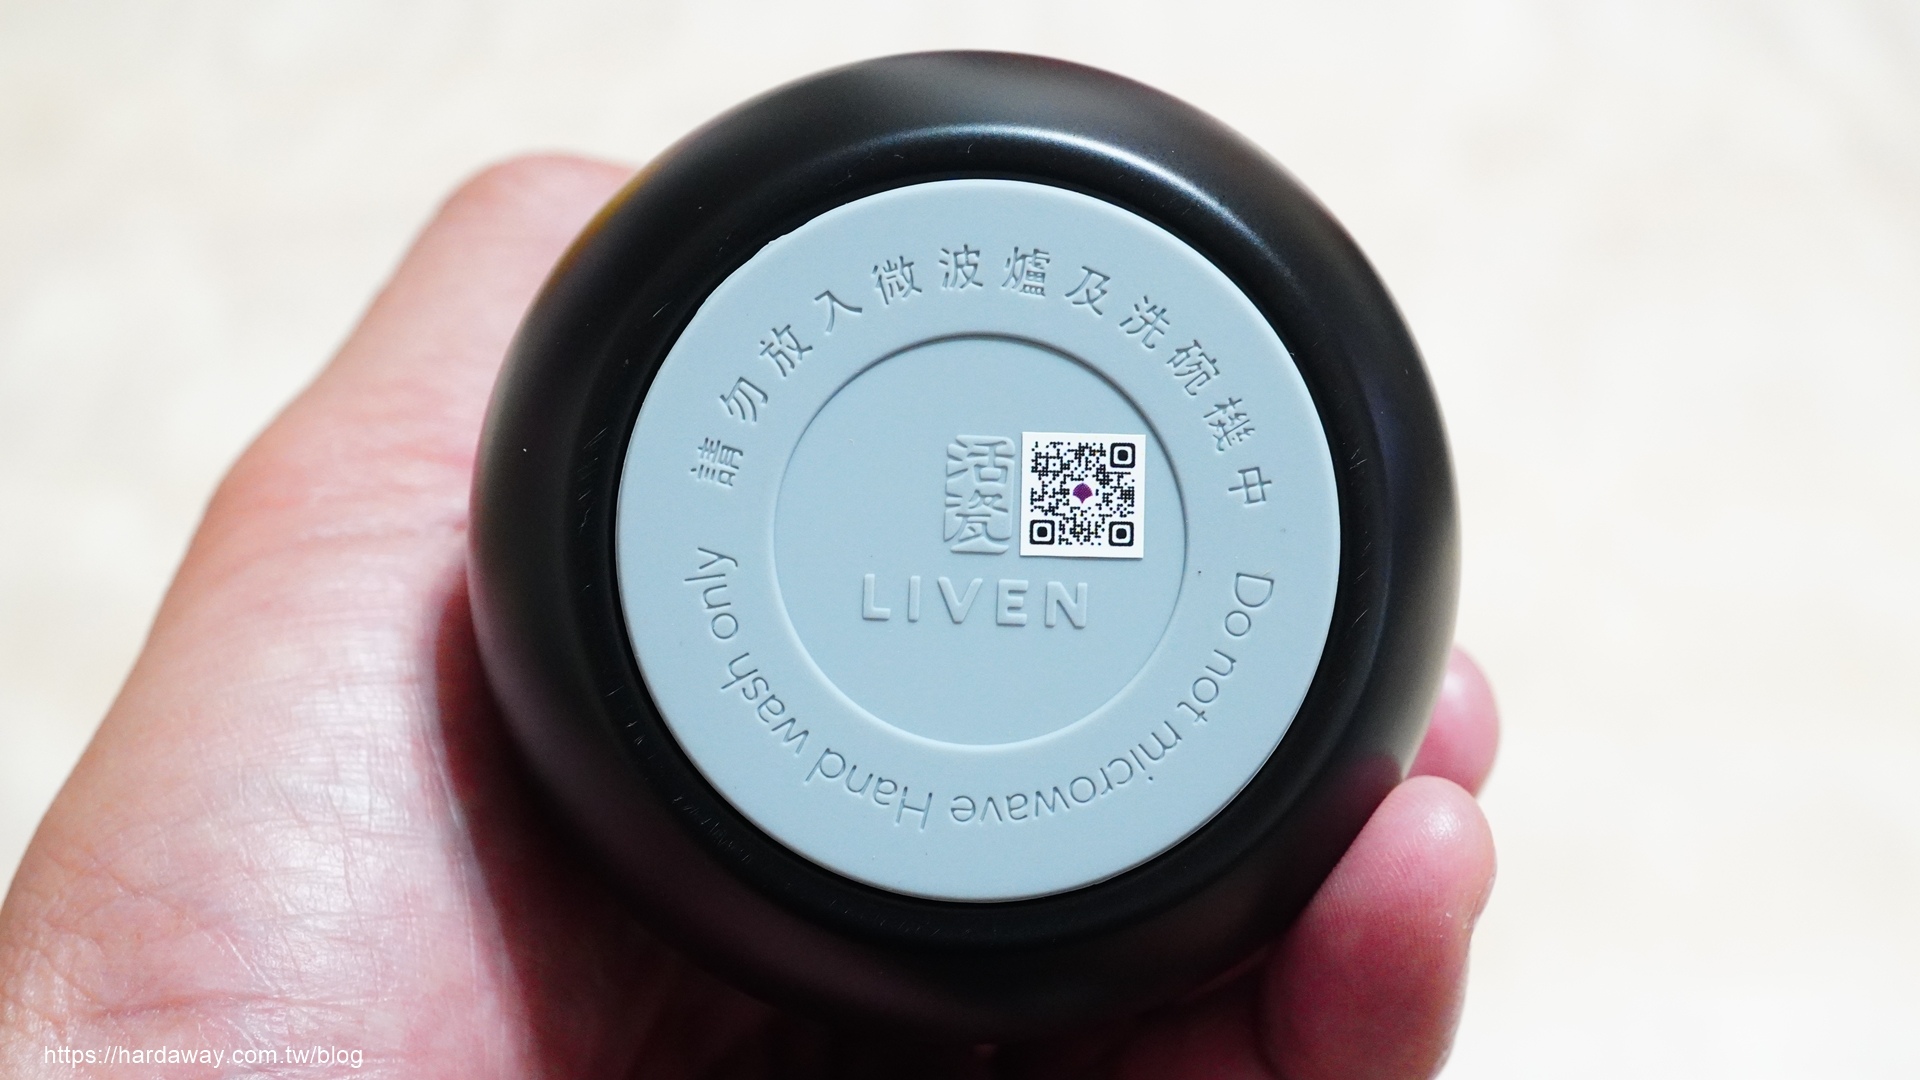 請勿放入微波爐及洗碗機中
活瓷
LIVEN
Do not microwave Hand wash only
https://hardaway.com.tw/blog